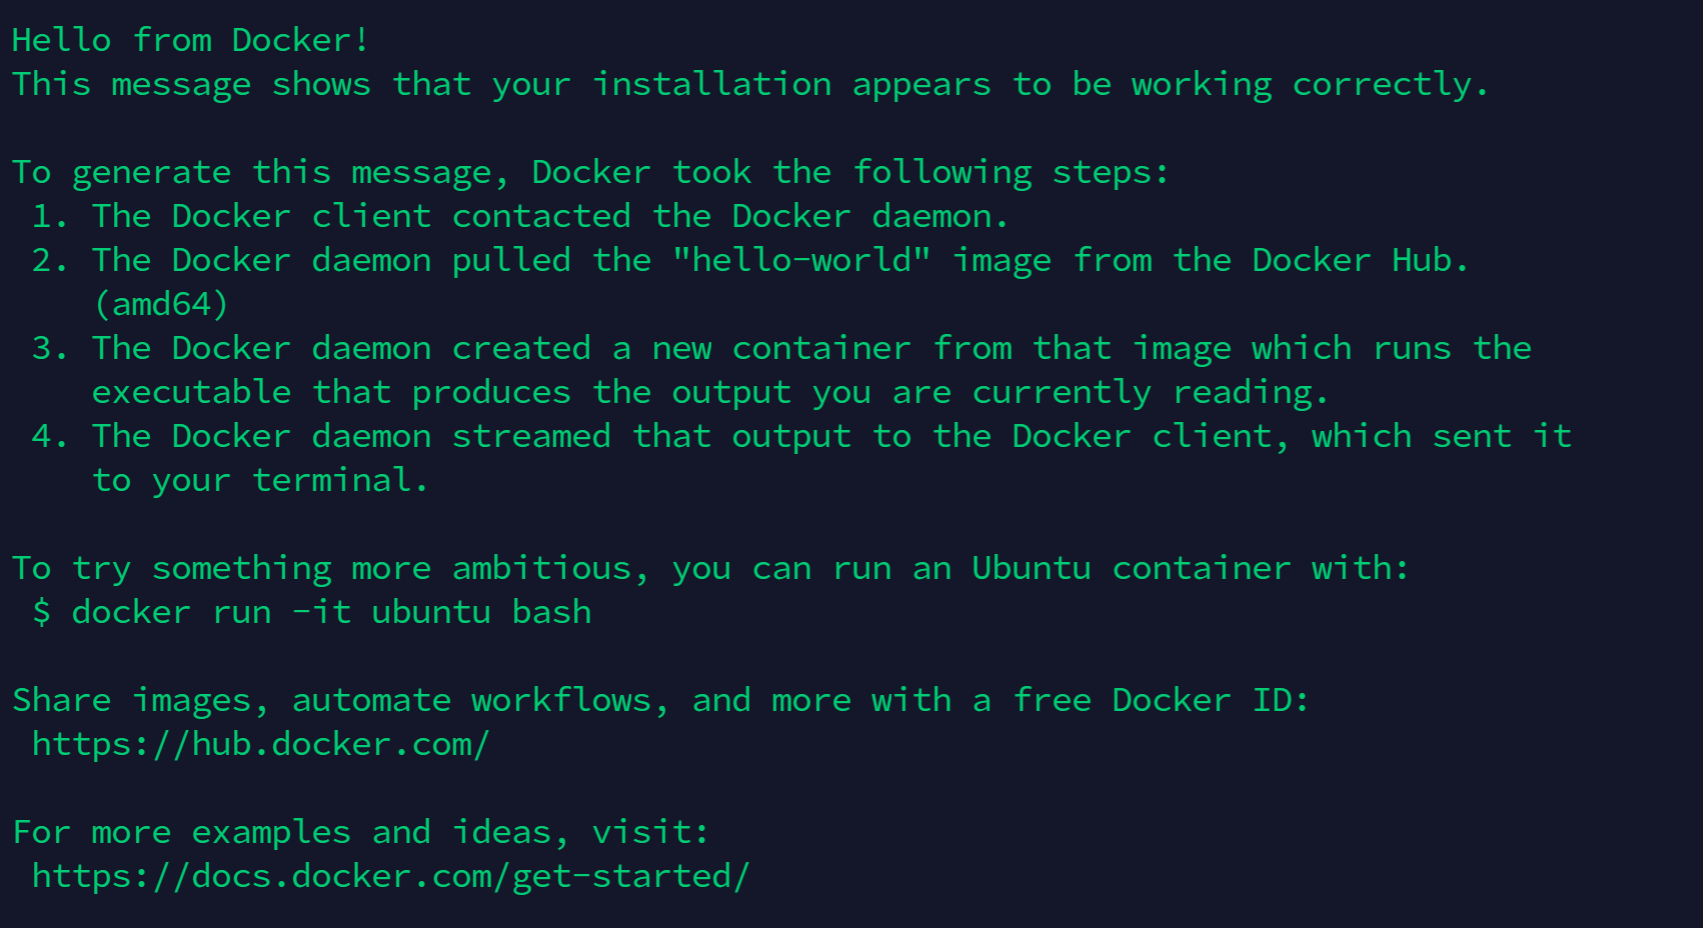 Hello from Docker!
This message shows that your installation appears to be working correctly.

To generate this message, Docker took the following steps:
 1. The Docker client contacted the Docker daemon.
 2. The Docker daemon pulled the "hello-world" image from the Docker Hub.
    (amd64)
 3. The Docker daemon created a new container from that image which runs the
    executable that produces the output you are currently reading.
 4. The Docker daemon streamed that output to the Docker client, which sent it
    to your terminal.

To try something more ambitious, you can run an Ubuntu container with:
 $ docker run -it ubuntu bash

Share images, automate workflows, and more with a free Docker ID:
 https://hub.docker.com/

For more examples and ideas, visit:
 https://docs.docker.com/get-started/